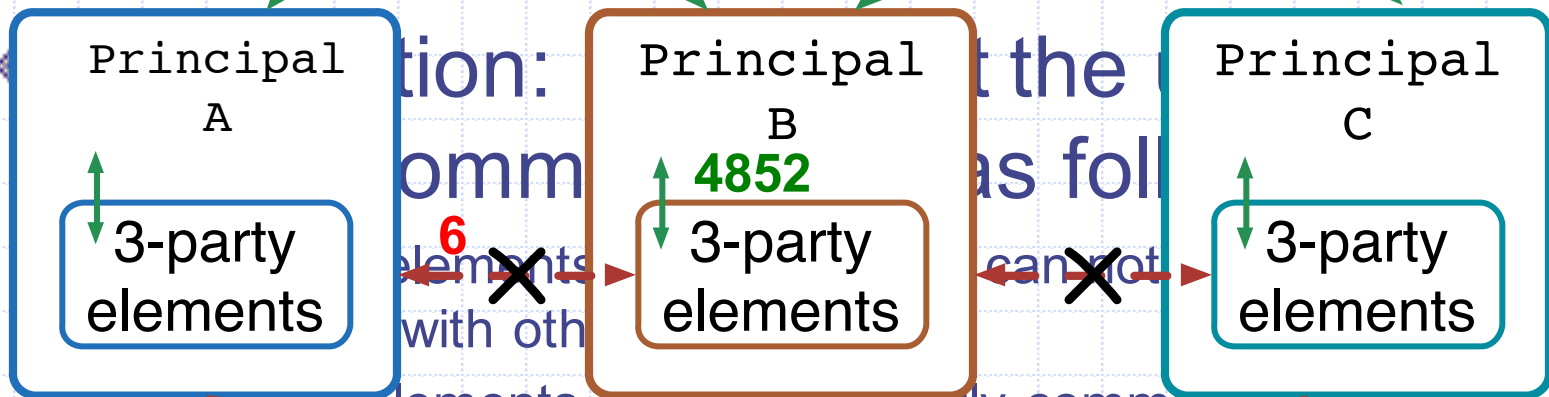 Principal
A
Principal
B
Principal
C
tion:
t the
omm
as foll
4852
6
3-party
elements
3-party
elements
3-party
elements
elements
can not
with oth